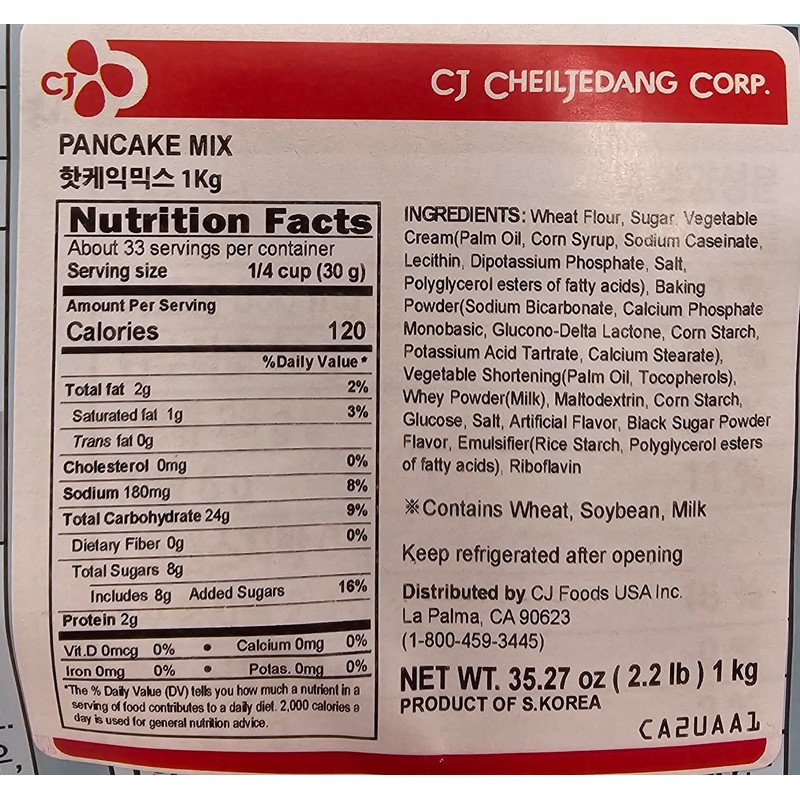 CJ
CJ CHEILJEDANG CORP.
PANCAKE MIX
핫케익믹스 1Kg
Nutrition Facts
About 33 servings per container
Serving size 1/4 cup (30 g)
Amount Per Serving
Calories 120
%Daily Value*
Total fat 2g 2%
Saturated fat 1g 3%
Trans fat 0g
Cholesterol 0mg 0%
Sodium 180mg 8%
Total Carbohydrate 24g 9%
Dietary Fiber 0g 0%
Total Sugars 8g
Includes 8g Added Sugars 16%
Protein 2g
Vit.D 0mcg 0% • Calcium 0mg 0%
Iron 0mg 0% • Potas. 0mg 0%
*The % Daily Value (DV) tells you how much a nutrient in a
serving of food contributes to a daily diet. 2,000 calories a
day is used for general nutrition advice.
INGREDIENTS: Wheat Flour, Sugar, Vegetable
Cream(Palm Oil, Corn Syrup, Sodium Caseinate,
Lecithin, Dipotassium Phosphate, Salt,
Polyglycerol esters of fatty acids), Baking
Powder(Sodium Bicarbonate, Calcium Phosphate
Monobasic, Glucono-Delta Lactone, Corn Starch,
Potassium Acid Tartrate, Calcium Stearate),
Vegetable Shortening(Palm Oil, Tocopherols),
Whey Powder(Milk), Maltodextrin, Corn Starch,
Glucose, Salt, Artificial Flavor, Black Sugar Powder
Flavor, Emulsifier(Rice Starch, Polyglycerol esters
of fatty acids), Riboflavin
※Contains Wheat, Soybean, Milk
Keep refrigerated after opening
Distributed by CJ Foods USA Inc.
La Palma, CA 90623
(1-800-459-3445)
NET WT. 35.27 oz ( 2.2 lb ) 1 kg
PRODUCT OF S.KOREA
CA2UAA1